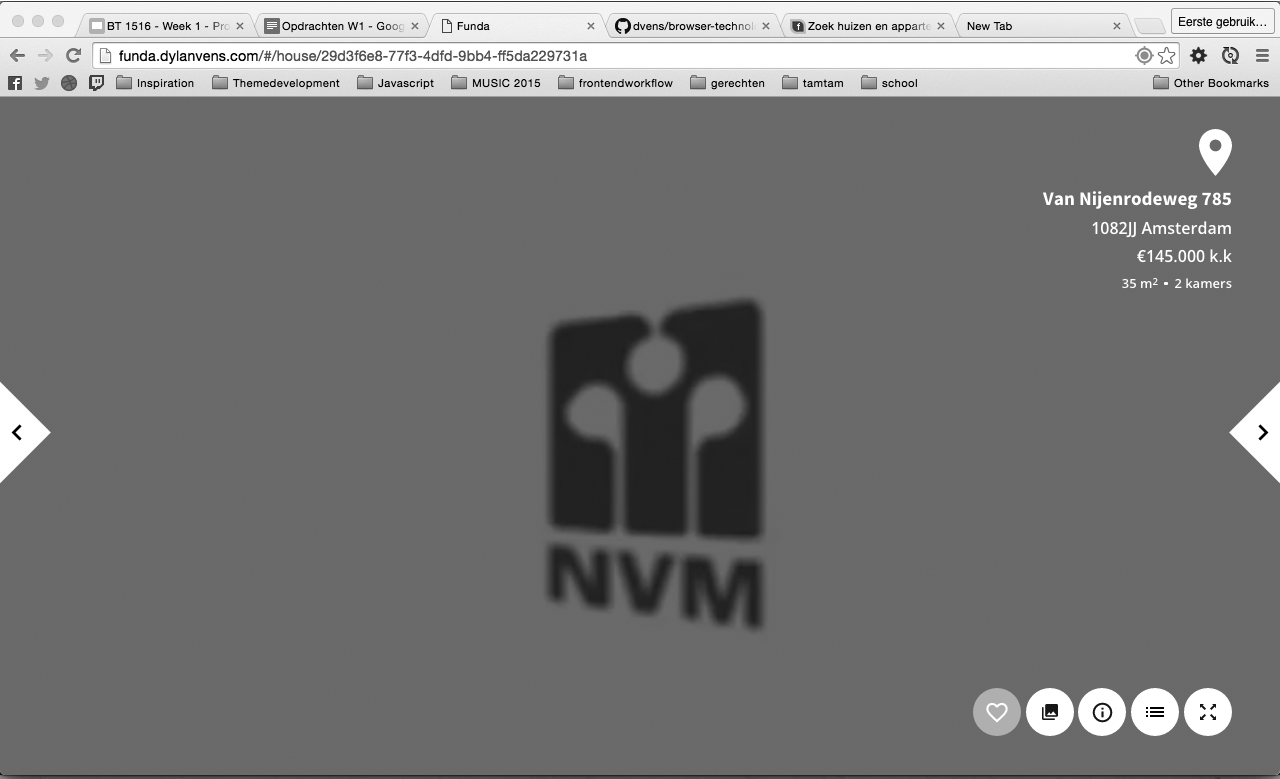 BT 1516 - Week 1 - Pro
Opdrachten W1 - Goog
Funda
dvens/browser-technol
Zoek huizen en apparte
New Tab
Eerste gebruik…
funda.dylanvens.com/#/house/29d3f6e8-77f3-4dfd-9bb4-ff5da229731a
Inspiration
Themedevelopment
Javascript
MUSIC 2015
frontendworkflow
gerechten
tamtam
school
Other Bookmarks
Van Nijenrodeweg 785
1082JJ Amsterdam
€145.000 k.k
35 m² ▪ 2 kamers
NVM